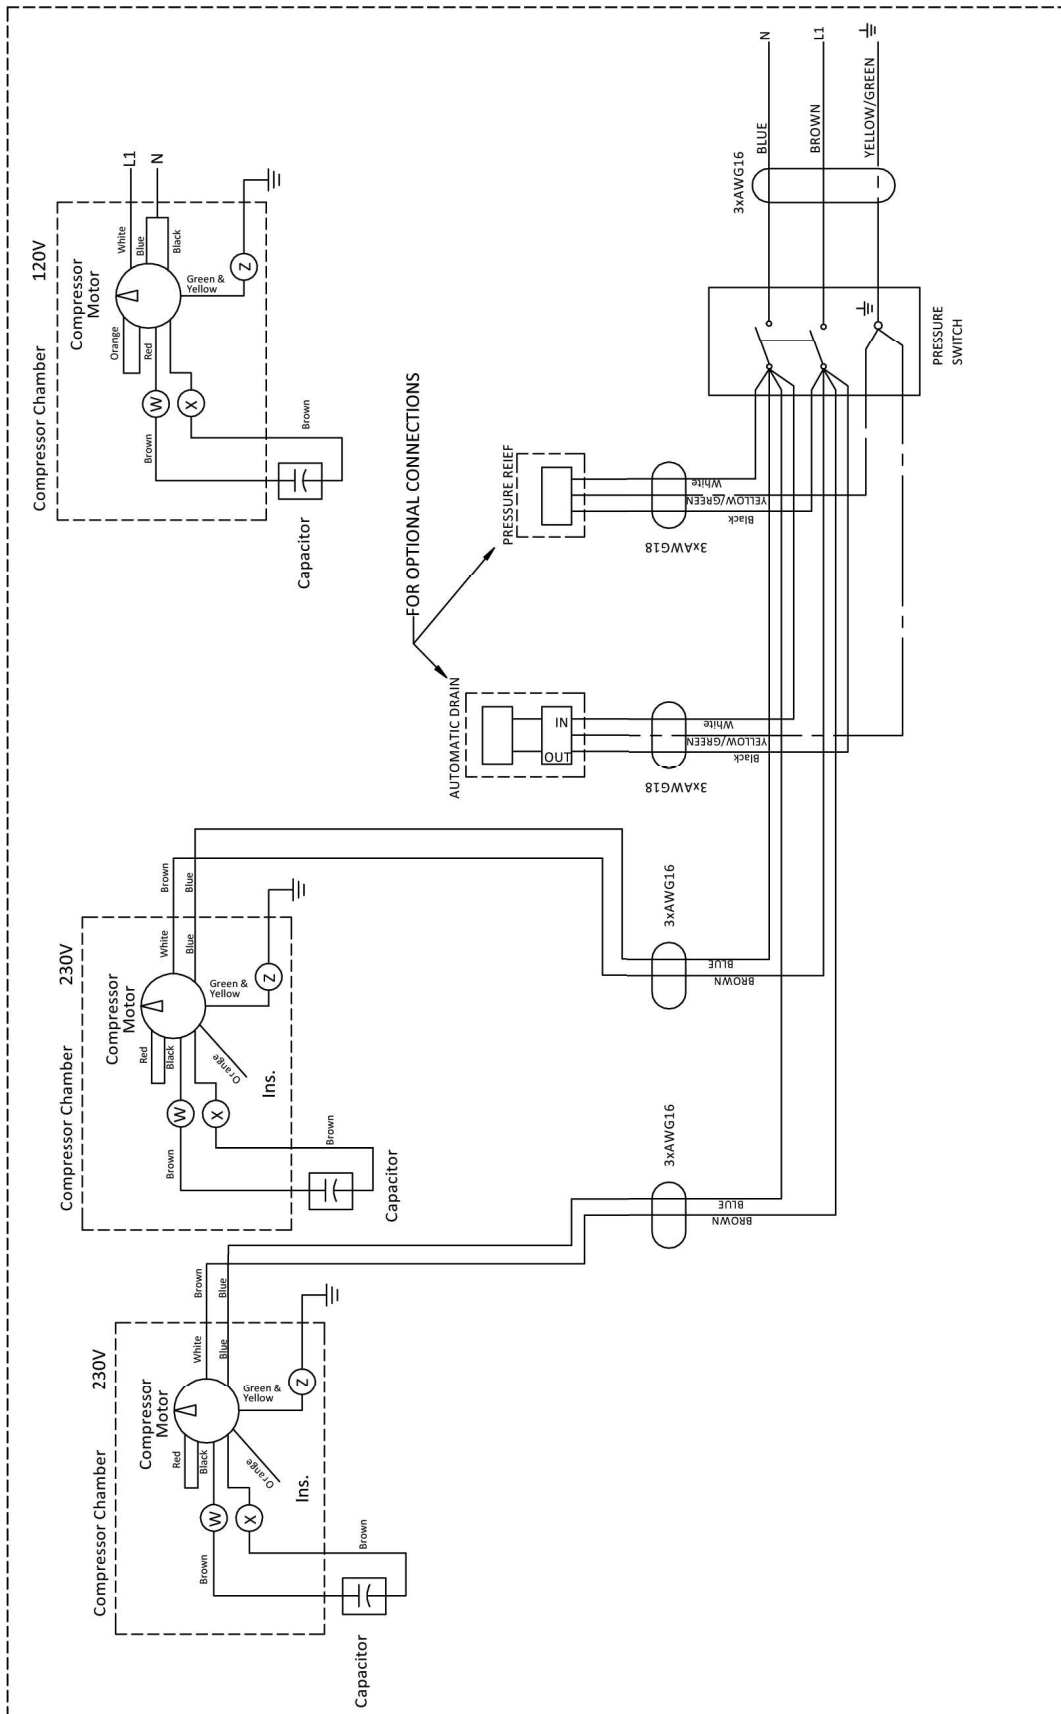 120V
Compressor Chamber
Compressor
Motor
L1
N
White
Blue
Black
Green &
Yellow
Z
Orange
Red
W
X
Brown
Brown
Capacitor
N
L1
BLUE
BROWN
YELLOW/GREEN
3xAWG16
PRESSURE
SWITCH
FOR OPTIONAL CONNECTIONS
PRESSURE REIEF
White
YELLOW/GREEN
Black
3xAWG18
AUTOMATIC DRAIN
IN
OUT
White
YELLOW/GREEN
Black
3xAWG18
230V
Compressor Chamber
Compressor
Motor
Brown
Blue
White
Blue
Green &
Yellow
Z
Red
Black
Orange
Ins.
W
X
Brown
Brown
Capacitor
3xAWG16
BLUE
BROWN
230V
Compressor Chamber
Compressor
Motor
Brown
Blue
White
Blue
Green &
Yellow
Z
Red
Black
Orange
Ins.
W
X
Brown
Brown
Capacitor
3xAWG16
BLUE
BROWN